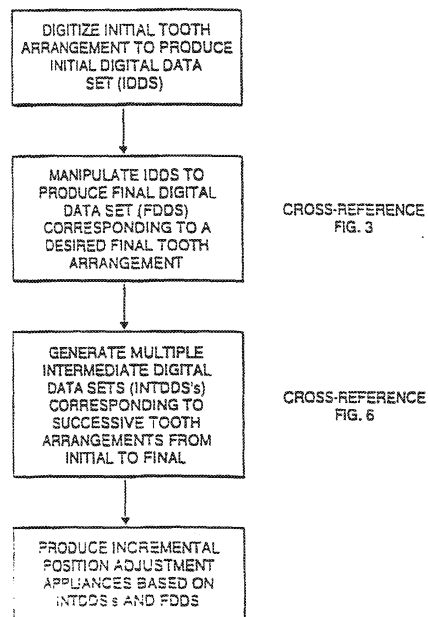 DIGITIZE INITIAL TOOTH
ARRANGEMENT TO PRODUCE
INITIAL DIGITAL DATA
SET (IDDS)
MANIPULATE IDDS TO
PRODUCE FINAL DIGITAL
DATA SET (FDDS)
CORRESPONDING TO A
DESIRED FINAL TOOTH
ARRANGEMENT
CROSS-REFERENCE
FIG. 3
GENERATE MULTIPLE
INTERMEDIATE DIGITAL
DATA SETS (INTDDS's)
CORRESPONDING TO
SUCCESSIVE TOOTH
ARRANGEMENTS FROM
INITIAL TO FINAL
CROSS-REFERENCE
FIG. 6
PRODUCE INCREMENTAL
POSITION ADJUSTMENT
APPLIANCES BASED ON
INTDDS's AND FDDS